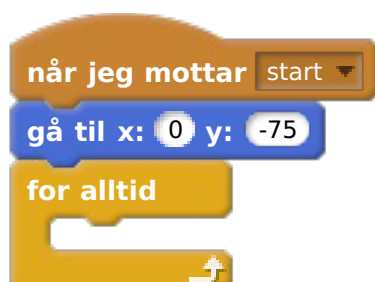 når jeg mottar start
gå til x: 0 y: -75
for alltid